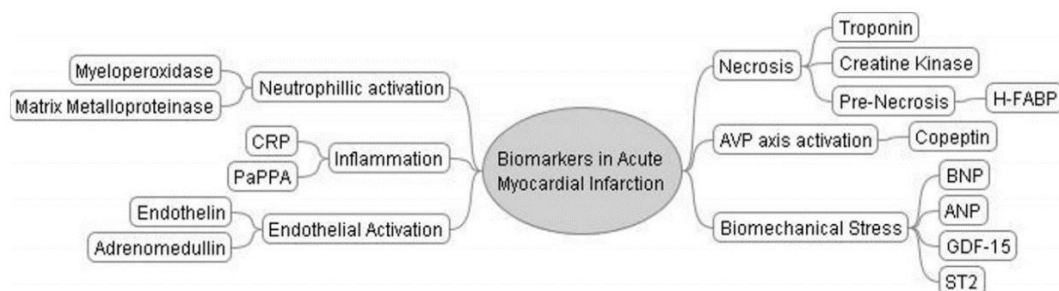 Myeloperoxidase
Matrix Metalloproteinase
Neutrophillic activation
CRP
PaPPA
Inflammation
Endothelin
Adrenomedullin
Endothelial Activation
Biomarkers in Acute
Myocardial Infarction
Necrosis
Troponin
Creatine Kinase
Pre-Necrosis
H-FABP
AVP axis activation
Copeptin
Biomechanical Stress
BNP
ANP
GDF-15
ST2